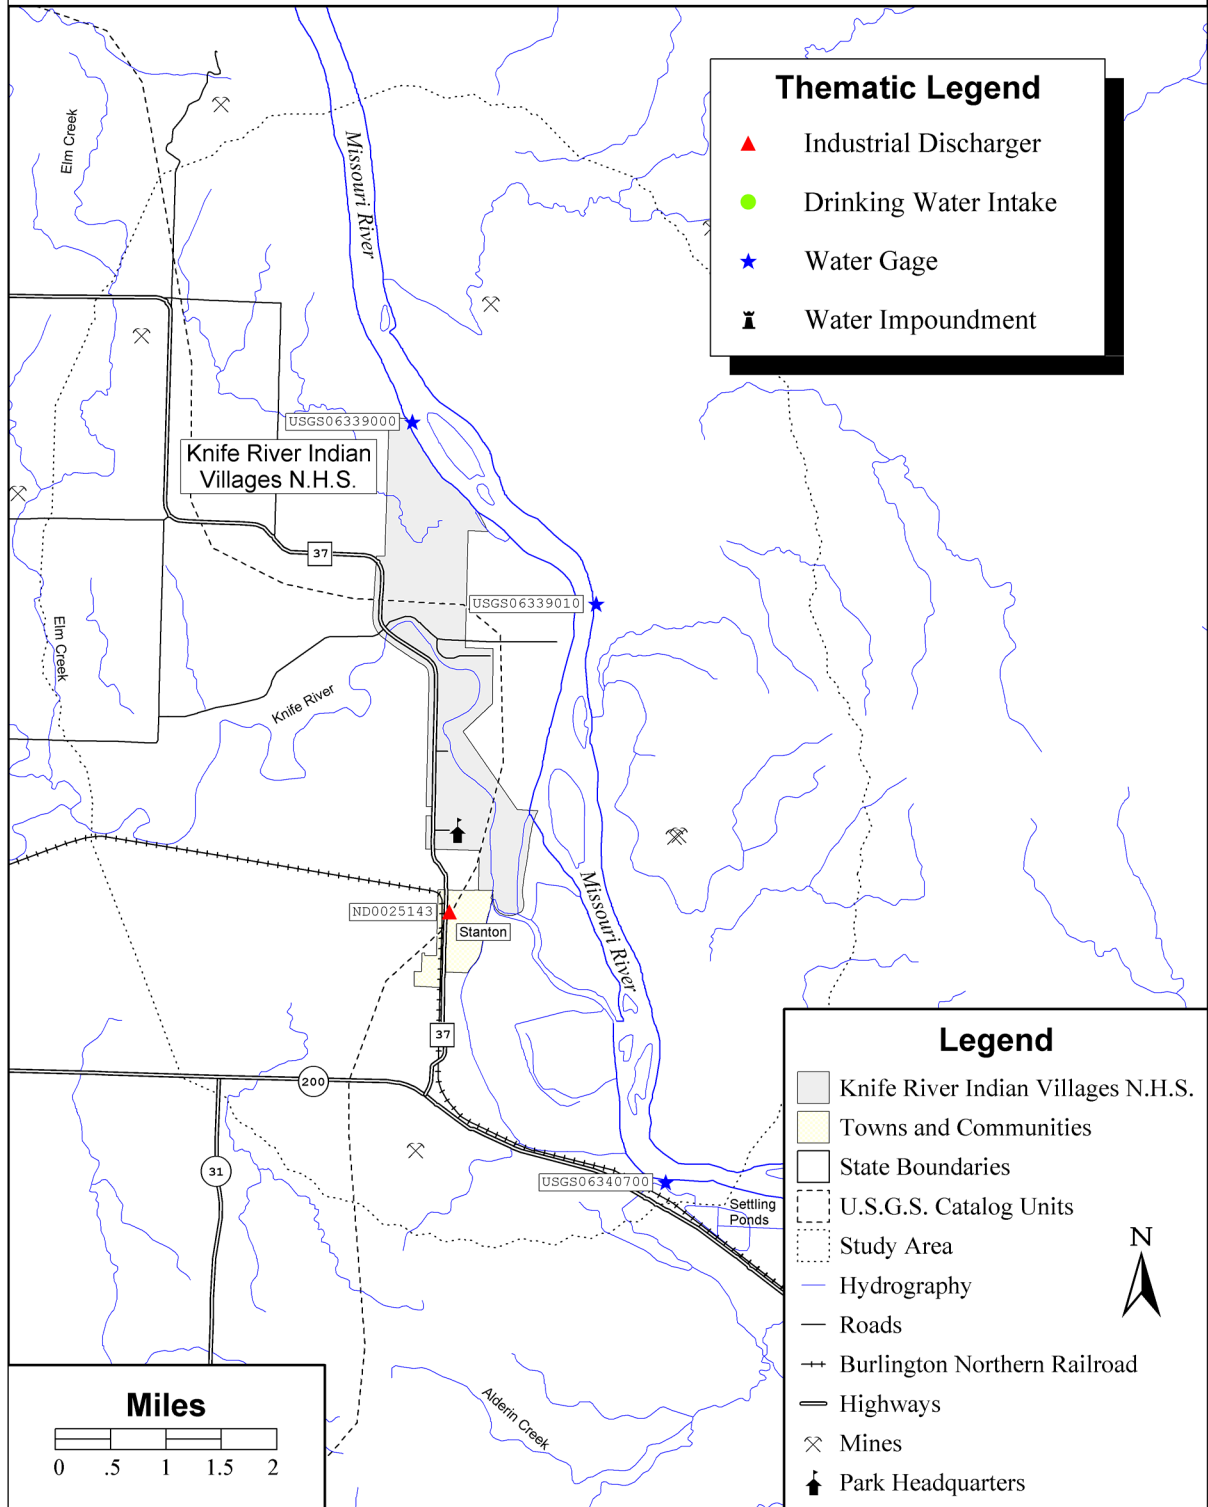 Thematic Legend
Industrial Discharger
Drinking Water Intake
Water Gage
Water Impoundment
Elm Creek
Missouri River
USGS06339000
Knife River Indian
Villages N.H.S.
37
USGS06339010
Elm Creek
Knife River
ND0025143
Stanton
Missouri River
37
200
31
USGS06340700
Settling
Ponds
Alderin Creek
Legend
Knife River Indian Villages N.H.S.
Towns and Communities
State Boundaries
U.S.G.S. Catalog Units
Study Area
Hydrography
Roads
Burlington Northern Railroad
Highways
Mines
Park Headquarters
N
Miles
0 .5 1 1.5 2